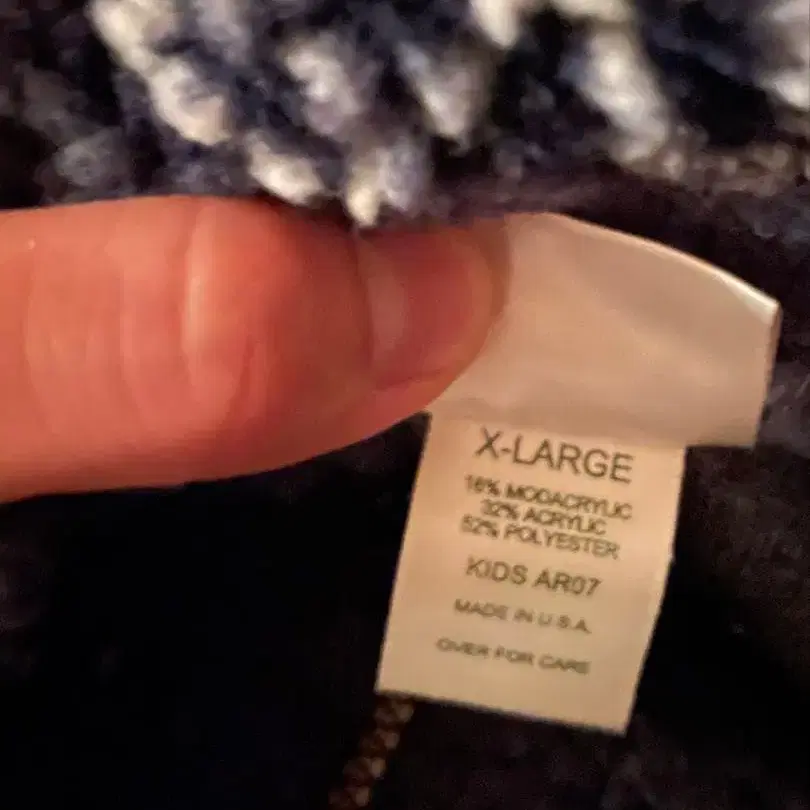 X-LARGE
16% MODACRYLIC
32% ACRYLIC
52% POLYESTER
KIDS AR07
MADE IN U.S.A.
OVER FOR CARE